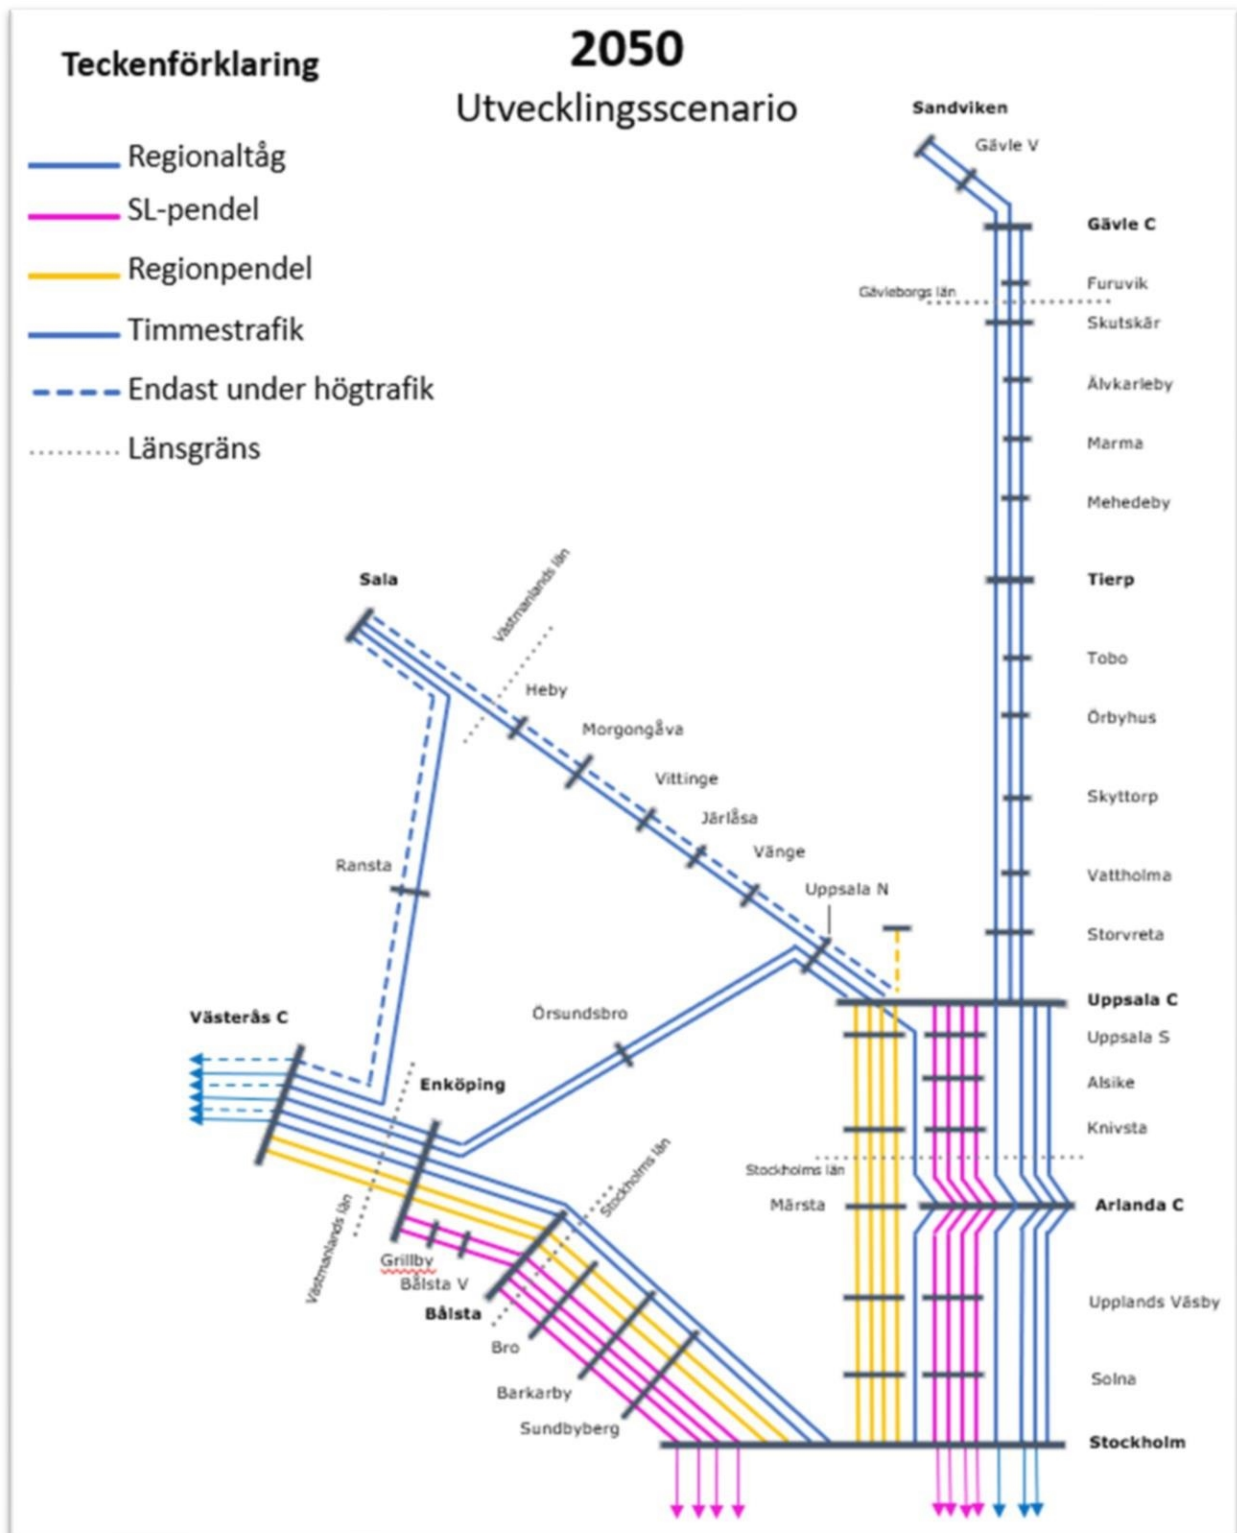 2050
Utvecklingsscenario
Teckenförklaring
Regionaltåg
SL-pendel
Regionpendel
Timmestrafik
Endast under högtrafik
Länsgräns
Sandviken
Gävle V
Gävle C
Furuvik
Gävleborgs län
Skutskär
Älvkarleby
Marma
Mehedeby
Tierp
Tobo
Örbyhus
Skyttorp
Vattholma
Storvreta
Uppsala C
Uppsala S
Alsike
Knivsta
Stockholms län
Märsta
Arlanda C
Upplands Väsby
Solna
Stockholm
Sala
Västmanlands län
Heby
Morgongåva
Vittinge
Järlåsa
Vänge
Uppsala N
Ransta
Örsundsbro
Västerås C
Enköping
Västmanlands län
Stockholms län
Grillby
Bålsta V
Bålsta
Bro
Barkarby
Sundbyberg